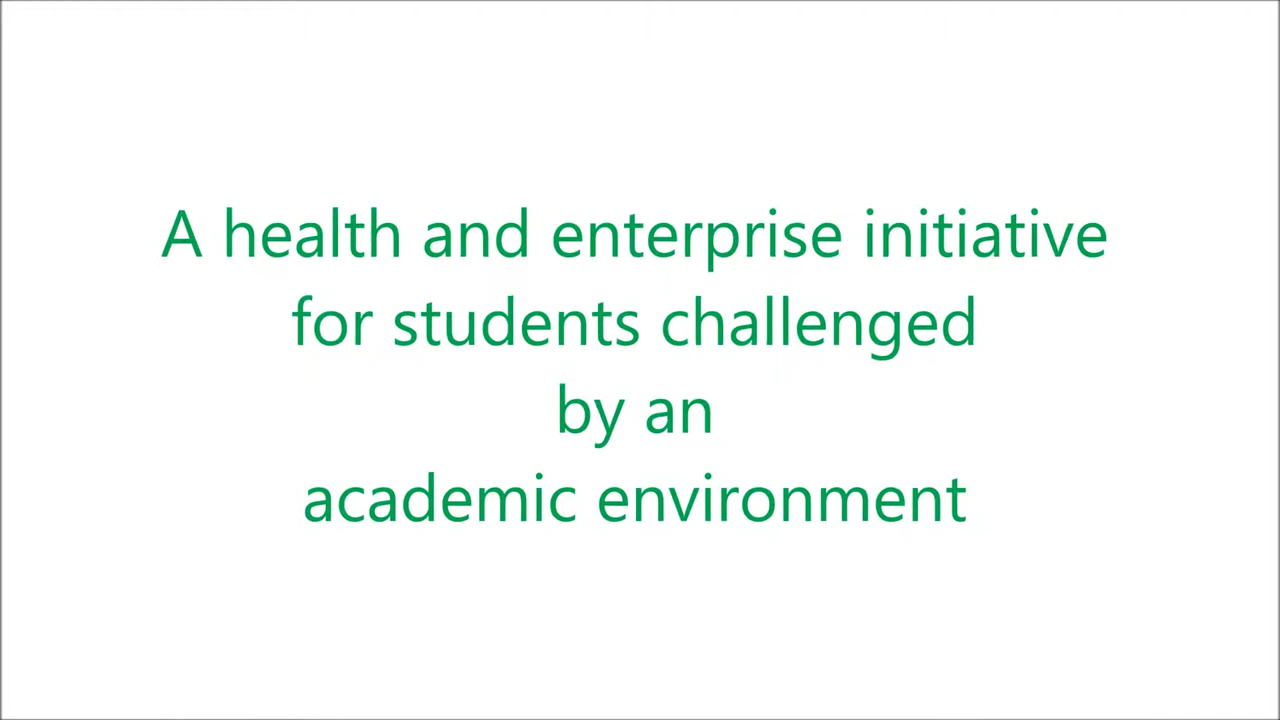 A health and enterprise initiative
for students challenged
by an
academic environment